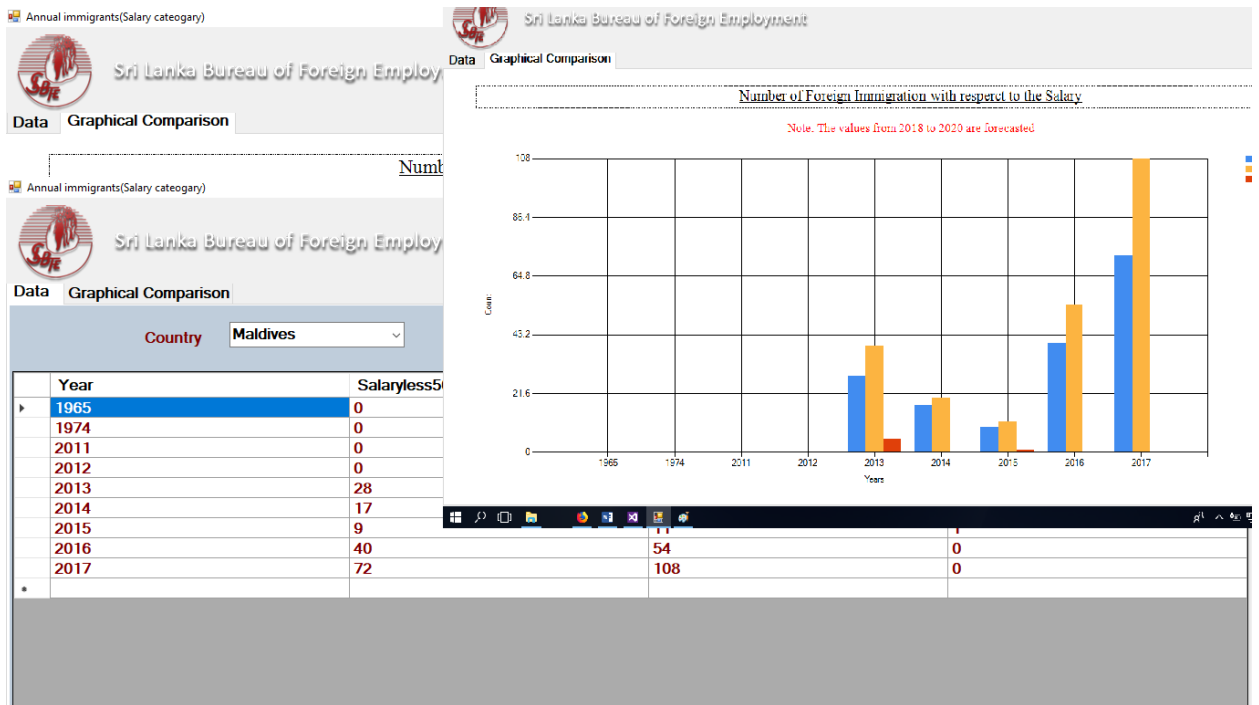 Annual immigrants(Salary cateogary)
Sri Lanka Bureau of Foreign Employ
Data Graphical Comparison
Numb
Annual immigrants(Salary cateogary)
SBFE
Sri Lanka Bureau of Foreign Employ
Data Graphical Comparison
Country Maldives
Year Salaryless5
1965 0
1974 0
2011 0
2012 0
2013 28
2014 17
2015 9 11 1
2016 40 54 0
2017 72 108 0
Sri Lanka Bureau of Foreign Employment
Data Graphical Comparison
Number of Foreign Immigration with resperct to the Salary
Note. The values from 2018 to 2020 are forecasted
108
86.4
64.8
43.2
21.6
0
Count
1965 1974 2011 2012 2013 2014 2015 2016 2017
Years